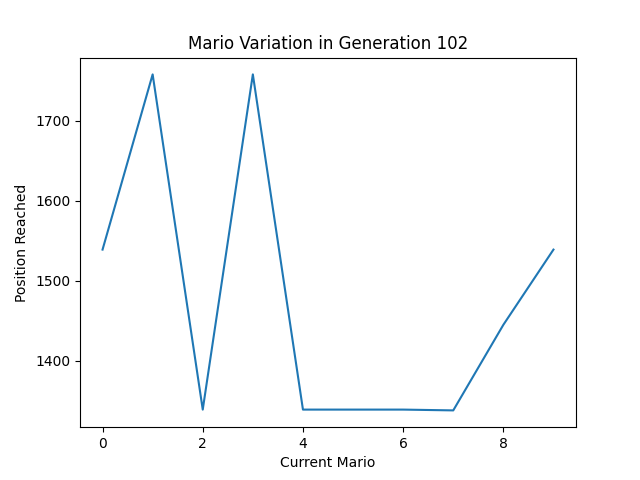 Mario Variation in Generation 102
Position Reached
1700
1600
1500
1400
0 2 4 6 8
Current Mario